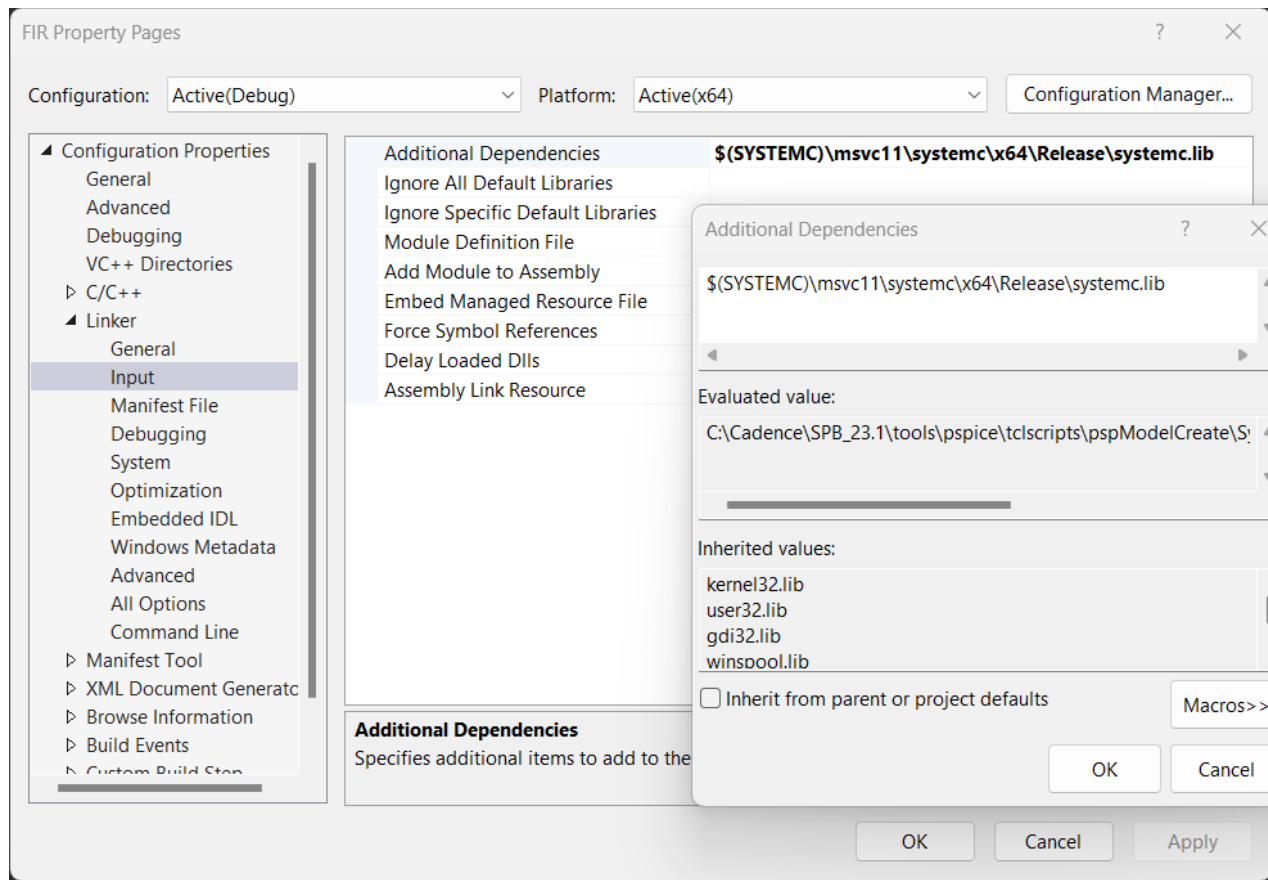 FIR Property Pages
?
Configuration: Active(Debug) Platform: Active(x64) Configuration Manager...
Configuration Properties
General
Advanced
Debugging
VC++ Directories
C/C++
Linker
General
Input
Manifest File
Debugging
System
Optimization
Embedded IDL
Windows Metadata
Advanced
All Options
Command Line
Manifest Tool
XML Document Generato
Browse Information
Build Events
Custom Build Step
Additional Dependencies $(SYSTEMC)\msvc11\systemc\x64\Release\systemc.lib
Ignore All Default Libraries
Ignore Specific Default Libraries
Module Definition File
Add Module to Assembly
Embed Managed Resource File
Force Symbol References
Delay Loaded Dlls
Assembly Link Resource
Additional Dependencies
Specifies additional items to add to the
Additional Dependencies ?
$(SYSTEMC)\msvc11\systemc\x64\Release\systemc.lib
Evaluated value:
C:\Cadence\SPB_23.1\tools\pspice\tclscripts\pspModelCreate\Sy
Inherited values:
kernel32.lib
user32.lib
gdi32.lib
winspool.lib
Inherit from parent or project defaults
Macros>>
OK Cancel
OK Cancel Apply